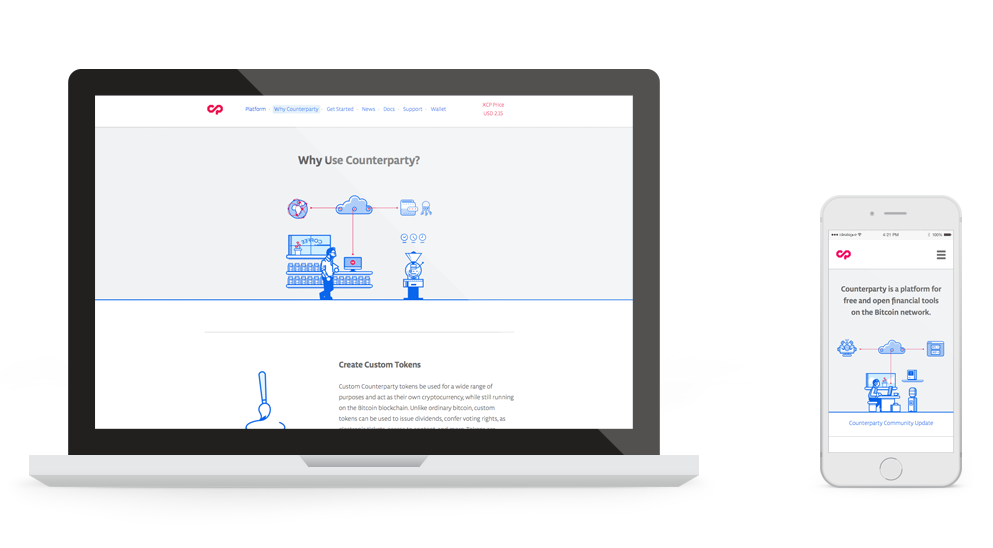 Platform - Why Counterparty Get Started - News - Docs - Support - Wallet
XCP Price
USD 2.15
Why Use Counterparty?
COFFEE
Create Custom Tokens
Custom Counterparty tokens be used for a wide range of
purposes and act as their own cryptocurrency, while still running
on the Bitcoin blockchain. Unlike ordinary bitcoin, custom
tokens can be used to issue dividends, confer voting rights, as
4:21 PM
100%
Counterparty is a platform for
free and open financial tools
on the Bitcoin network.
Counterparty Community Update